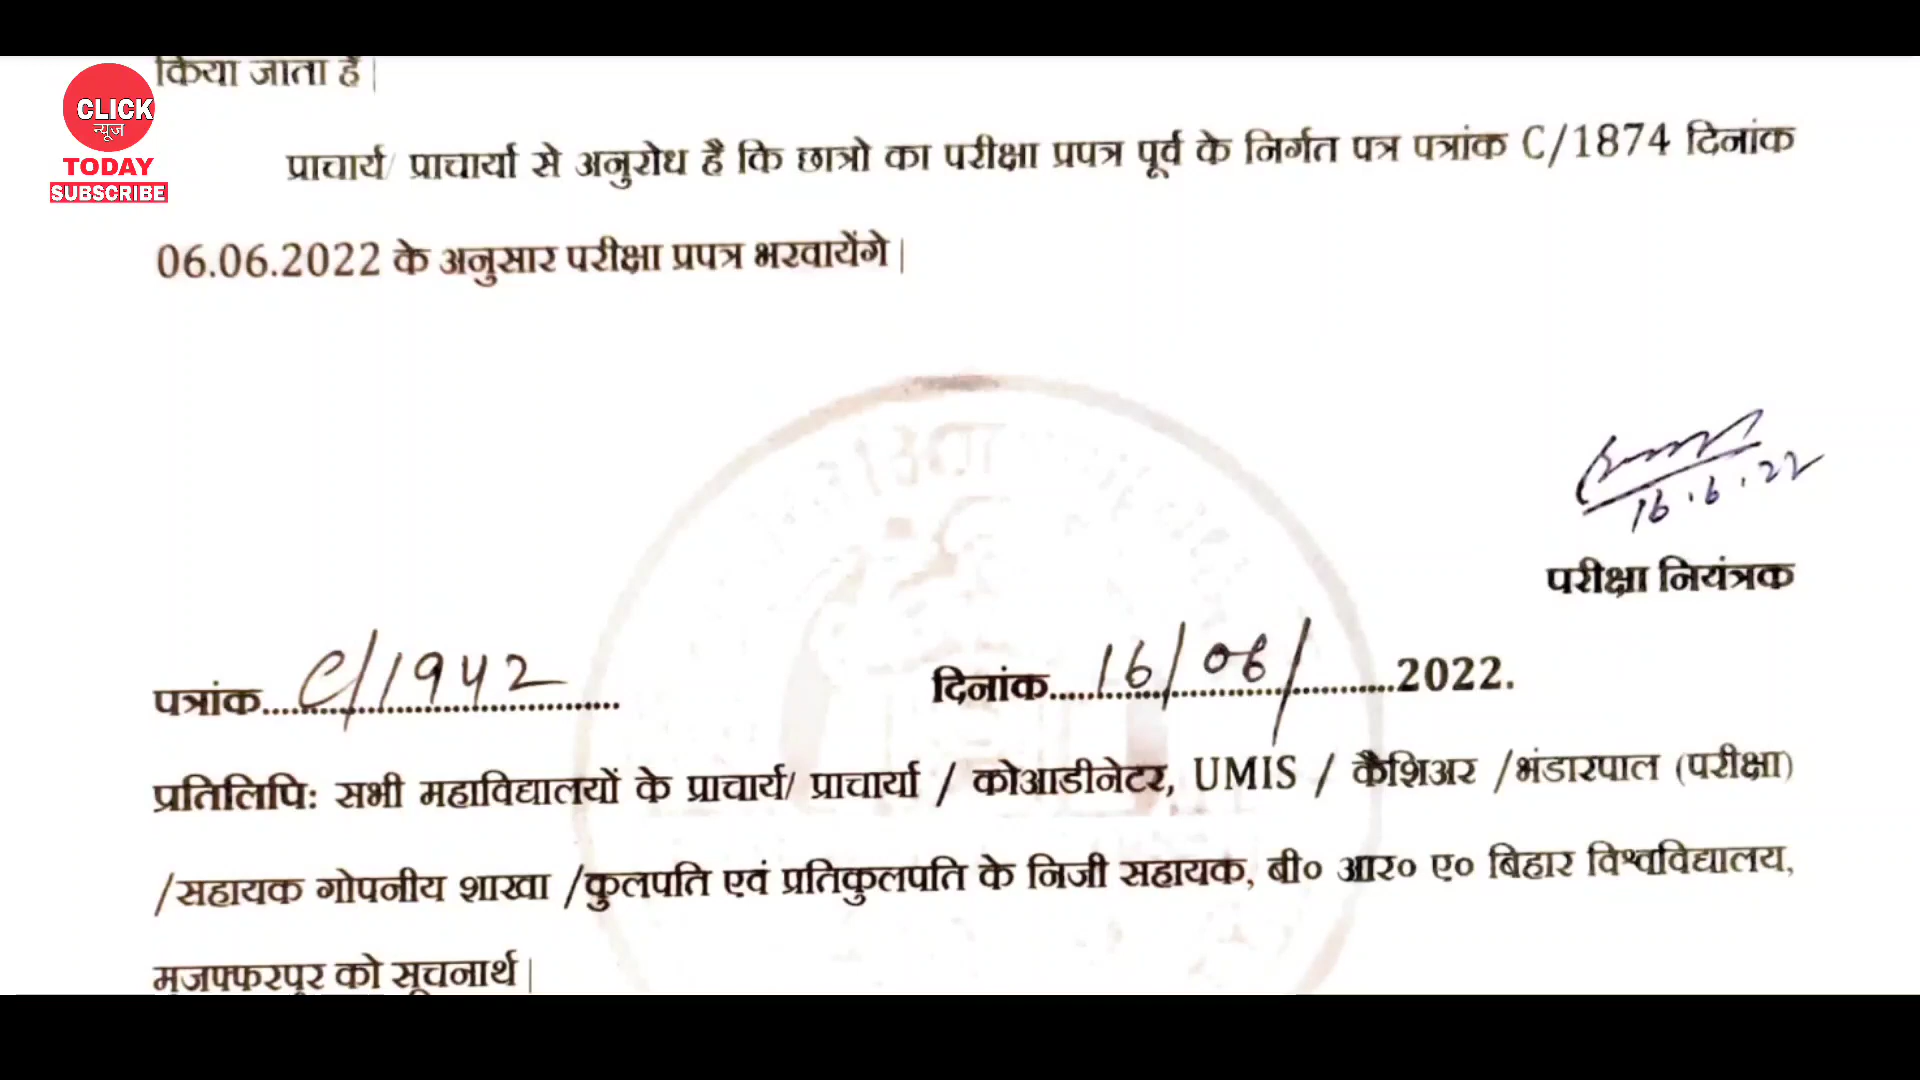 किया जाता है|
CLICK
न्यूज
TODAY
SUBSCRIBE
प्राचार्य/ प्राचार्या से अनुरोध है कि छात्रो का परीक्षा प्रपत्र पूर्व के निर्गत पत्र पत्रांक C/1874 दिनांक
06.06.2022 के अनुसार परीक्षा प्रपत्र भरवायेंगे|
16.6.22
परीक्षा नियंत्रक
पत्रांक....C/1942....... दिनांक.....16/06/..........2022.
प्रतिलिपि: सभी महाविद्यालयों के प्राचार्य/ प्राचार्या / कोआडीनेटर, UMIS / कैशिअर /भंडारपाल (परीक्षा)
/सहायक गोपनीय शाखा /कुलपति एवं प्रतिकुलपति के निजी सहायक, बी० आर० ए० बिहार विश्वविद्यालय,
मुजफ्फरपुर को सूचनार्थ|